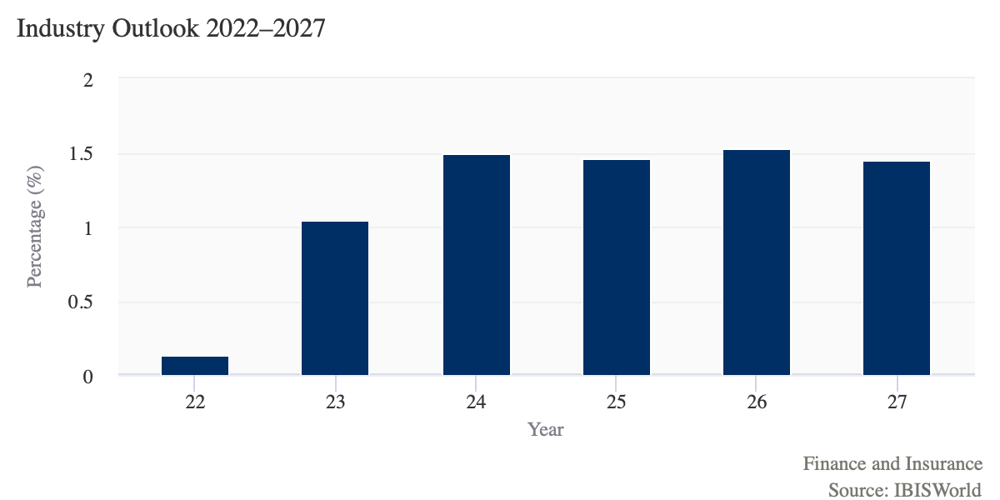 Industry Outlook 2022–2027
2
1.5
1
0.5
0
Percentage (%)
22 23 24 25 26 27
Year
Finance and Insurance
Source: IBISWorld